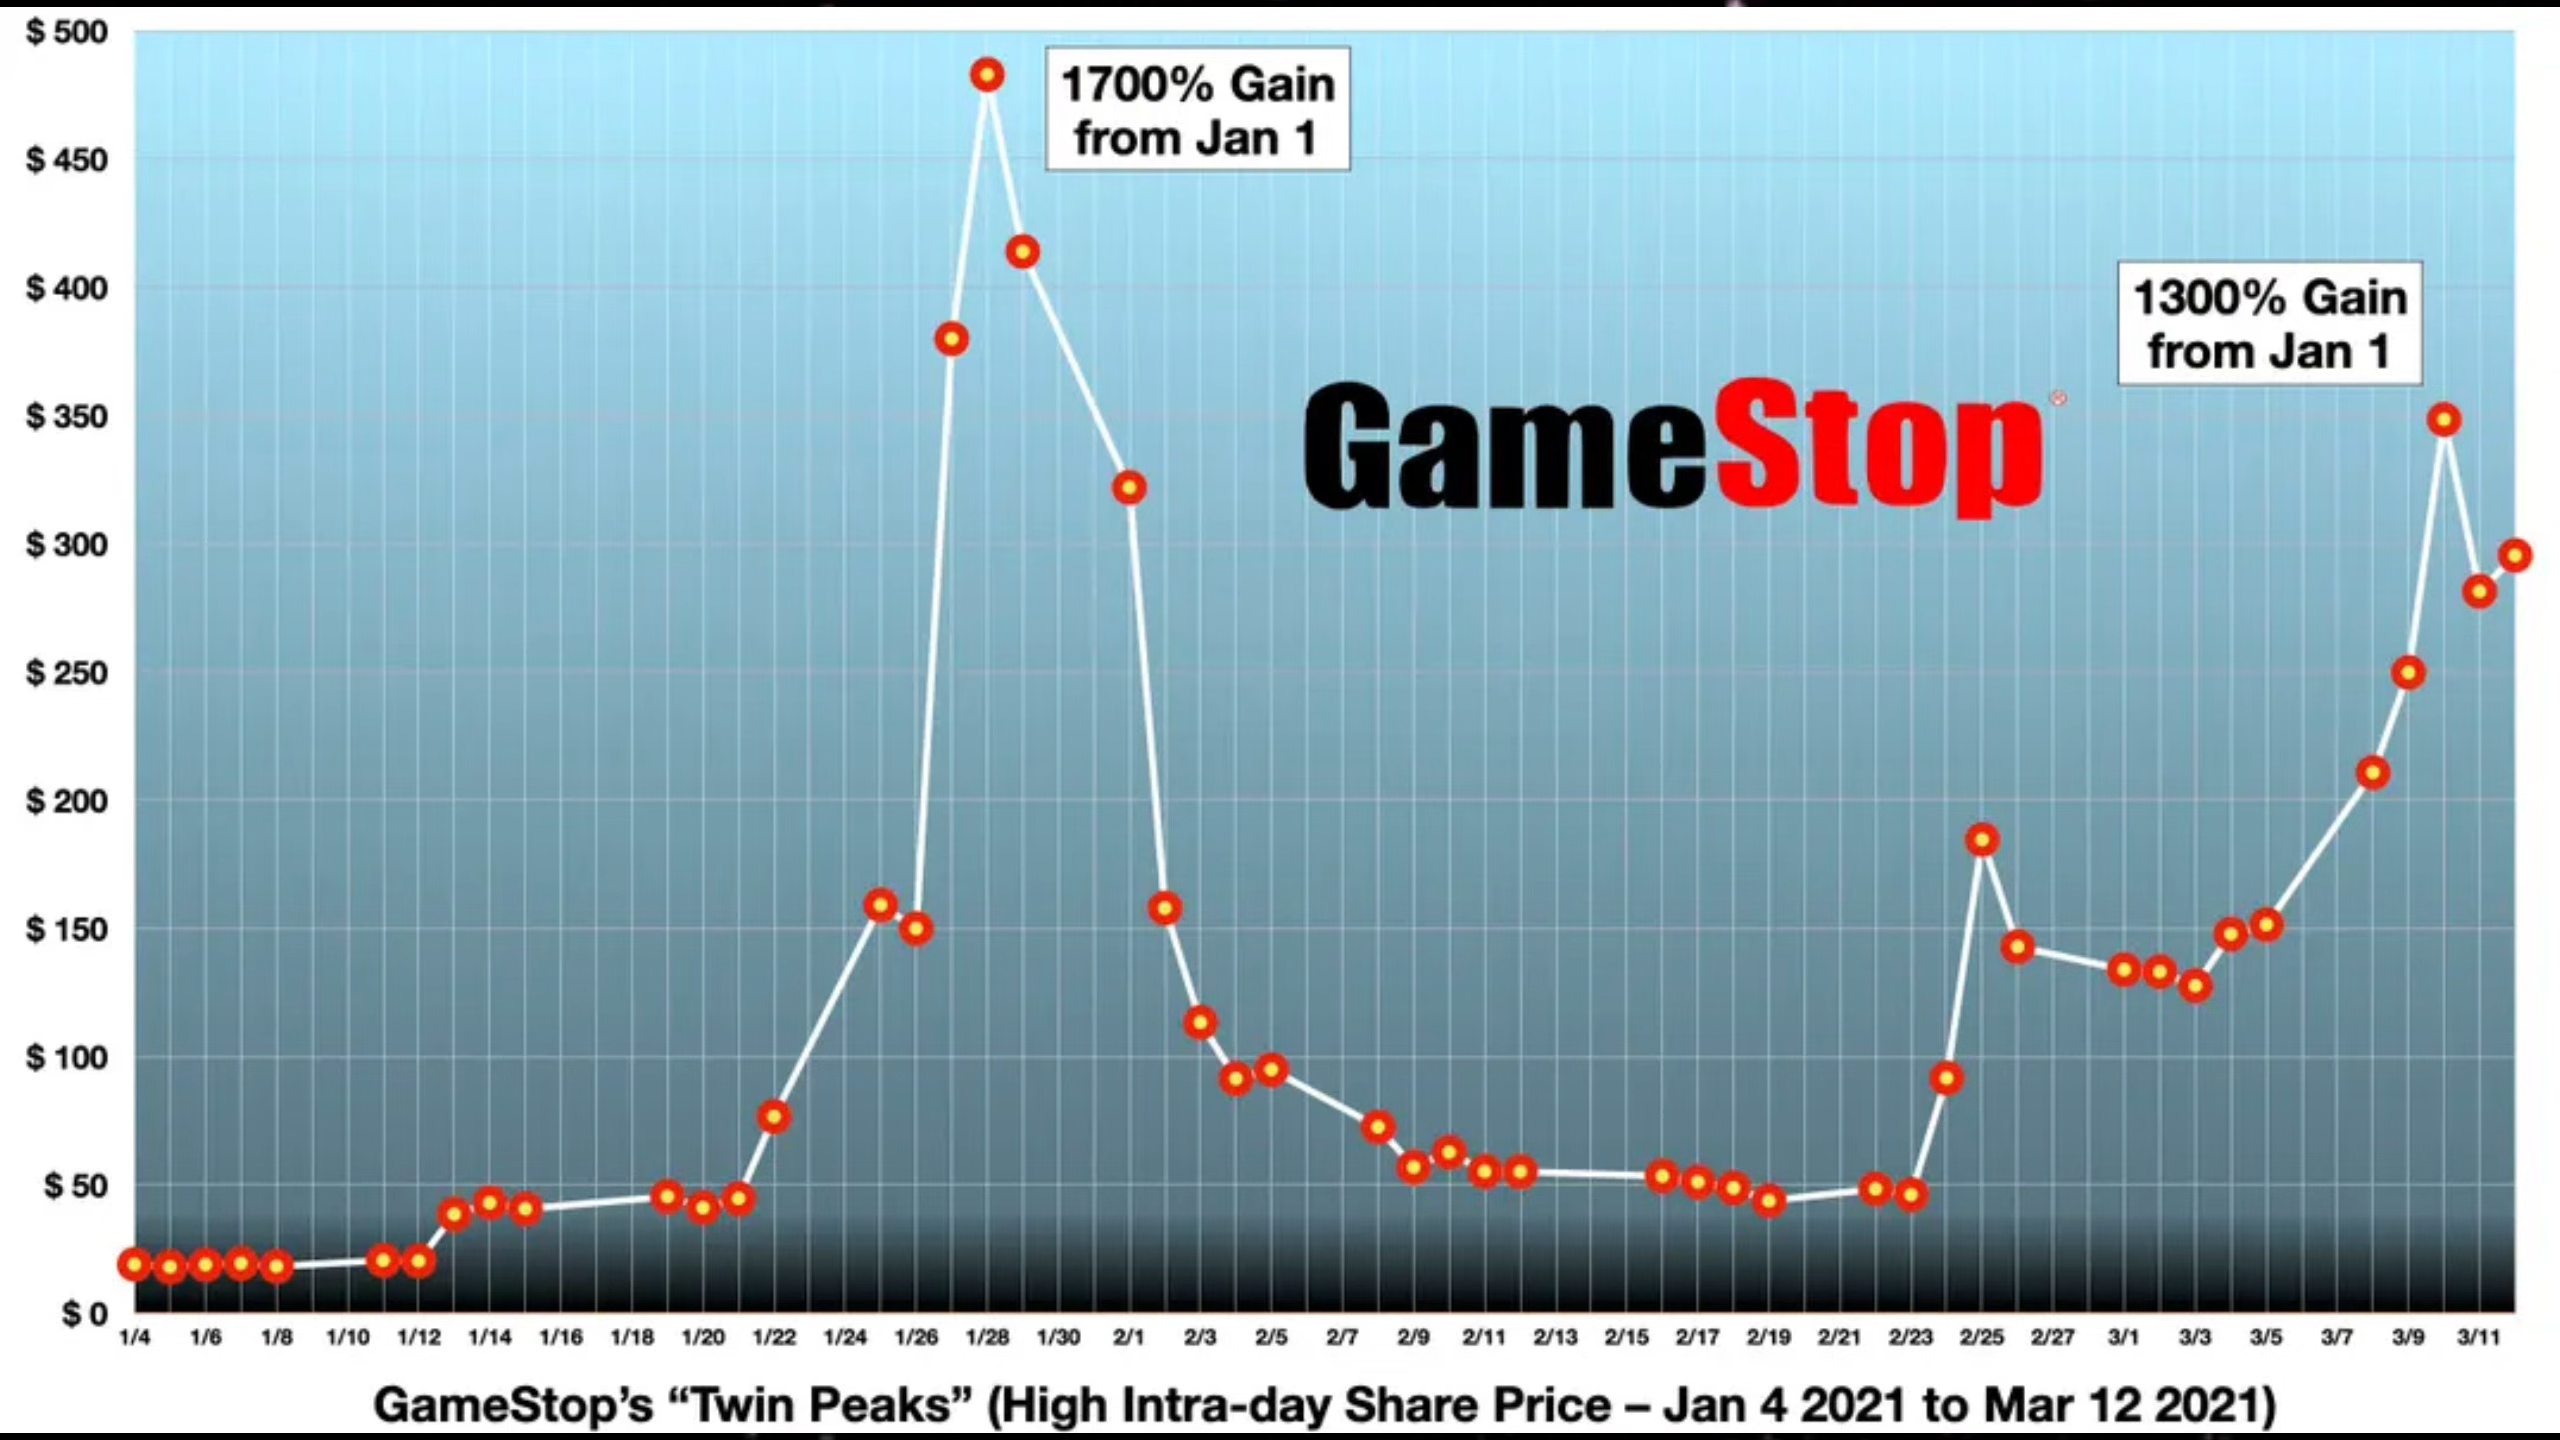 $ 500
$ 450
$ 400
$ 350
$ 300
$ 250
$ 200
$ 150
$ 100
$ 50
$ 0
1700% Gain
from Jan 1
1300% Gain
from Jan 1
GameStop®
1/4 1/6 1/8 1/10 1/12 1/14 1/16 1/18 1/20 1/22 1/24 1/26 1/28 1/30 2/1 2/3 2/5 2/7 2/9 2/11 2/13 2/15 2/17 2/19 2/21 2/23 2/25 2/27 3/1 3/3 3/5 3/7 3/9 3/11
GameStop’s “Twin Peaks” (High Intra-day Share Price – Jan 4 2021 to Mar 12 2021)